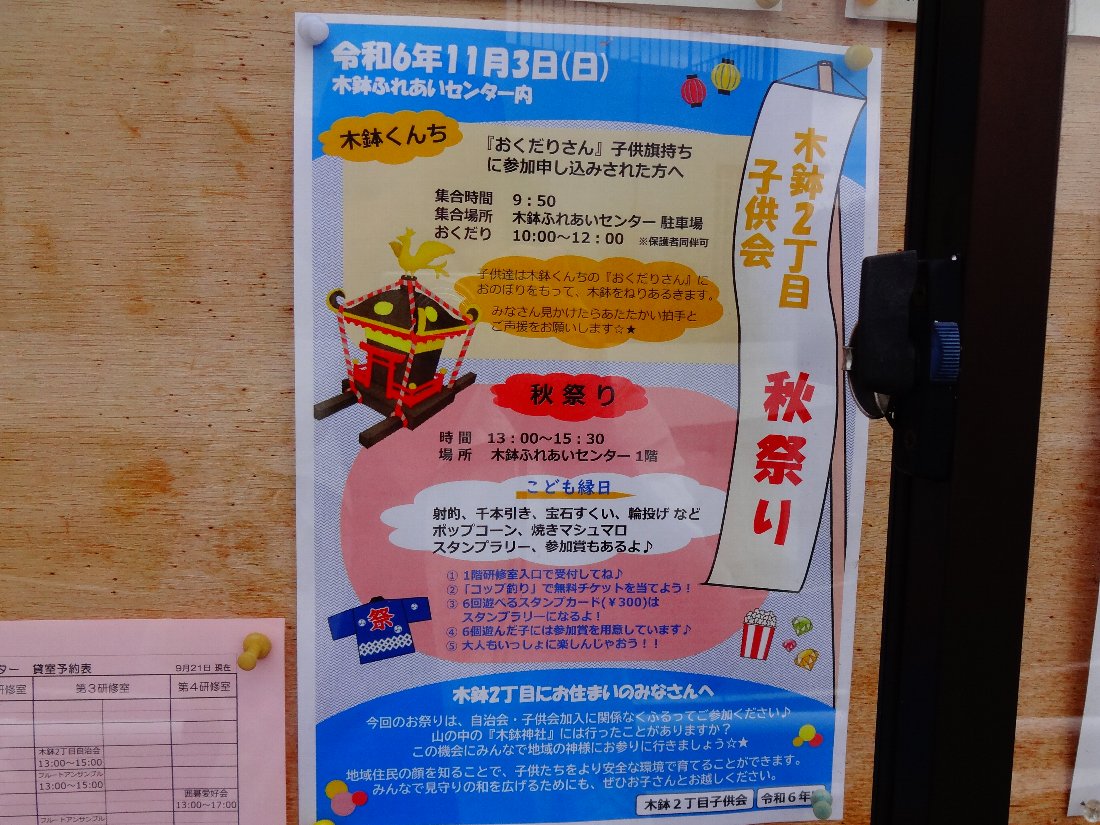 令和6年11月3日(日)
木鉢ふれあいセンター内
木鉢くんち
『おくだりさん』子供旗持ち
に参加申し込みされた方へ
集合時間 9：50
集合場所 木鉢ふれあいセンター 駐車場
おくだり 10:00～12：00 ※保護者同伴可
子供達は木鉢くんちの『おくだりさん』に
おのぼりをもって、木鉢をねりあるきます。
みなさん見かけたらあたたかい拍手と
ご声援をお願いします☆★
木鉢2丁目
子供会
秋祭り
秋祭り
時 間 13：00～15：30
場 所 木鉢ふれあいセンター 1階
こども縁日
射的、千本引き、宝石すくい、輪投げ など
ポップコーン、焼きマシュマロ
スタンプラリー、参加賞もあるよ♪
① 1階研修室入口で受付してね♪
② 「コップ釣り」で無料チケットを当てよう！
③ 6回遊べるスタンプカード(￥300)は
スタンプラリーになるよ！
④ 6個遊んだ子には参加賞を用意しています♪
⑤ 大人もいっしょに楽しんじゃおう！！
祭
木鉢2丁目にお住まいのみなさんへ
今回のお祭りは、自治会・子供会加入に関係なくふるってご参加ください♪
山の中の『木鉢神社』には行ったことがありますか？
この機会にみんなで地域の神様にお参りに行きましょう☆★
地域住民の顔を知ることで、子供たちをより安全な環境で育てることができます。
みんなで見守りの和を広げるためにも、ぜひお子さんとお越しください。
木鉢２丁目子供会 令和６年
ター 貸室予約表
9月21日 現在
研修室 第３研修室 第４研修室
木鉢2丁目自治会
13:00～15:00
フルートアンサンブル
13:00～15:00
囲碁愛好会
13:00～17:00
フルートアンサンブル